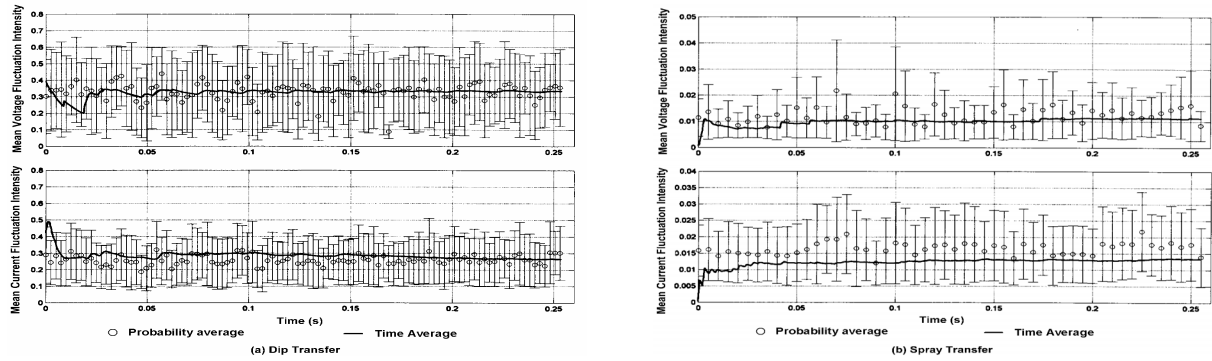 Mean Voltage Fluctuation Intensity
0.8
0.7
0.6
0.5
0.4
0.3
0.2
0.1
0
0 0.05 0.1 0.15 0.2 0.25
Mean Current Fluctuation Intensity
0.8
0.7
0.6
0.5
0.4
0.3
0.2
0.1
0
0 0.05 0.1 0.15 0.2 0.25
Time (s)
Probability average Time Average
(a) Dip Transfer
Mean Voltage Fluctuation Intensity
0.05
0.04
0.03
0.02
0.01
0
0 0.05 0.1 0.15 0.2 0.25
Mean Current Fluctuation Intensity
0.04
0.035
0.03
0.025
0.02
0.015
0.01
0.005
0
0 0.05 0.1 0.15 0.2 0.25
Time (s)
Probability average Time Average
(b) Spray Transfer